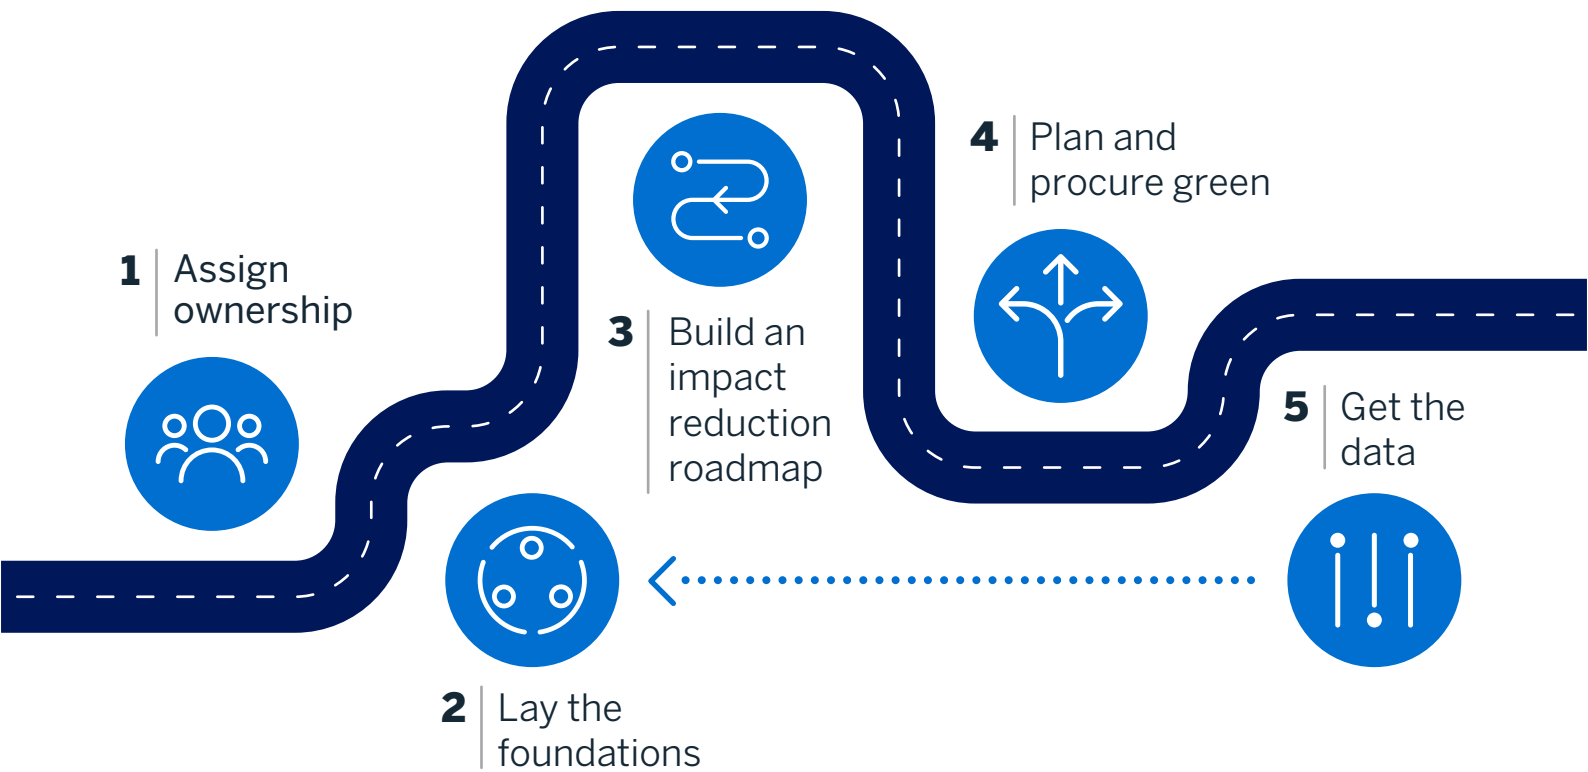 1 Assign
ownership
2 Lay the
foundations
3 Build an
impact
reduction
roadmap
4 Plan and
procure green
5 Get the
data